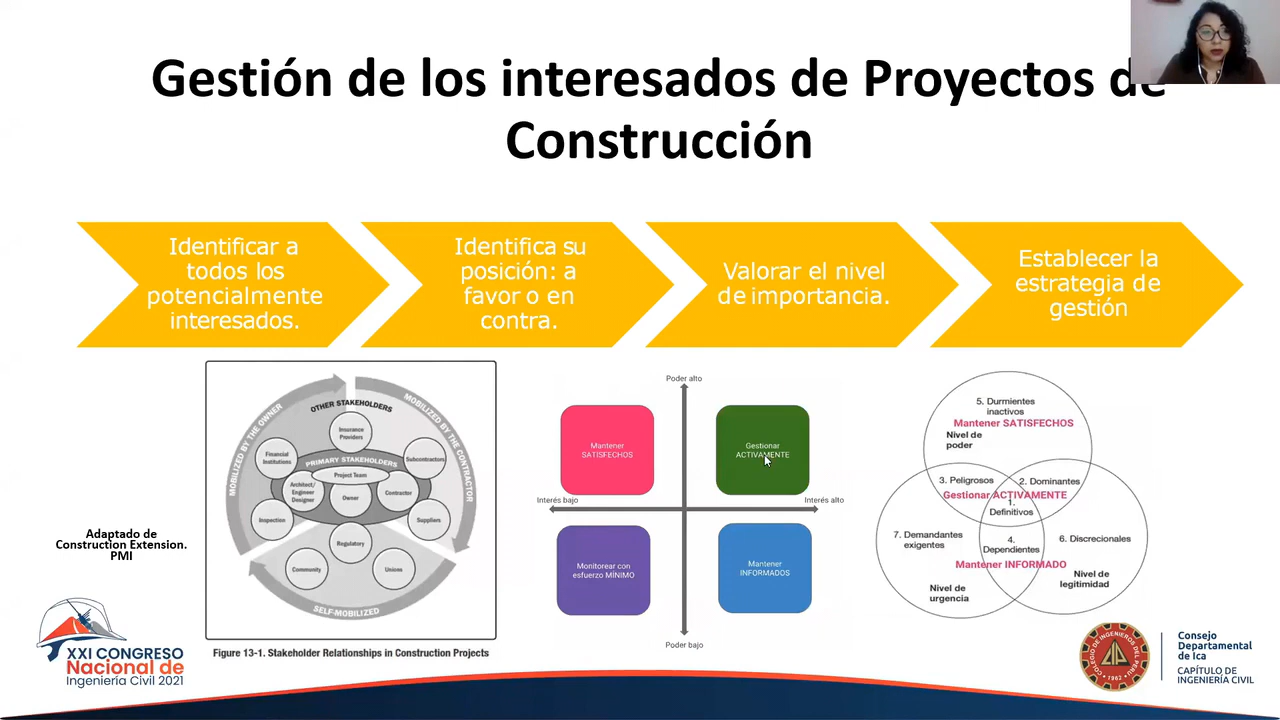 Gestión de los interesados de Proyectos de
Construcción
Identificar a
todos los
potencialmente
interesados.
Identifica su
posición: a
favor o en
contra.
Valorar el nivel
de importancia.
Establecer la
estrategia de
gestión
Adaptado de
Construction Extension.
PMI
MOBILIZED BY THE OWNER
MOBILIZED BY THE CONTRACTOR
SELF-MOBILIZED
OTHER STAKEHOLDERS
Insurance
Providers
Financial
Institutions
Subcontractors
PRIMARY STAKEHOLDERS
Project Team
Architect/
Engineer
Designer
Owner
Contractor
Inspection
Suppliers
Regulatory
Community
Unions
Figure 13-1. Stakeholder Relationships in Construction Projects
Poder alto
Mantener
SATISFECHOS
Gestionar
ACTIVAMENTE
Interés bajo
Interés alto
Monitorear con
esfuerzo MÍNIMO
Mantener
INFORMADOS
Poder bajo
5. Durmientes
inactivos
Mantener SATISFECHOS
Nivel de
poder
3. Peligrosos
2. Dominantes
Gestionar ACTIVAMENTE
1.
Definitivos
7. Demandantes
exigentes
4.
Dependientes
6. Discrecionales
Mantener INFORMADO
Nivel de
urgencia
Nivel de
legitimidad
XXI CONGRESO
Nacional de
Ingeniería Civil 2021
COLEGIO DE INGENIEROS DEL PERU
1962
Consejo
Departamental
de Ica
CAPÍTULO DE
INGENIERÍA CIVIL